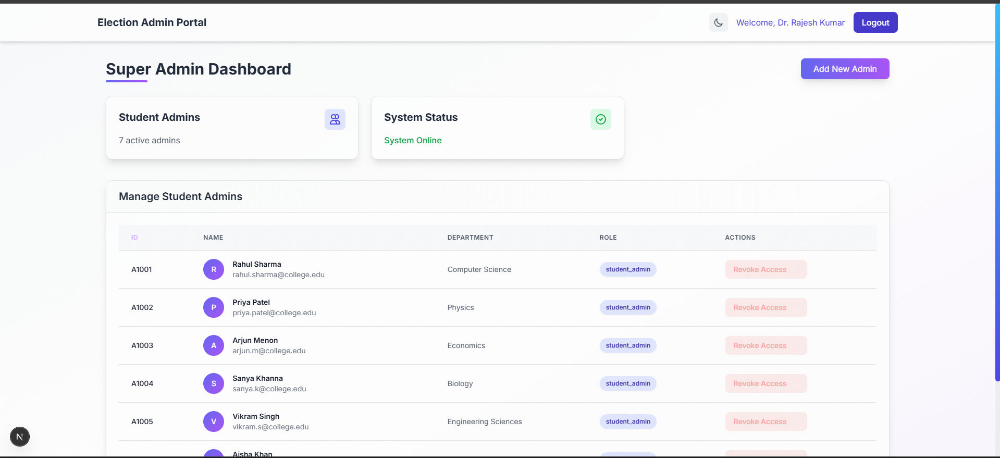 Election Admin Portal
Welcome, Dr. Rajesh Kumar
Logout
Super Admin Dashboard
Add New Admin
Student Admins
7 active admins
System Status
System Online
Manage Student Admins
ID NAME DEPARTMENT ROLE ACTIONS
A1001 R Rahul Sharma Computer Science student_admin Revoke Access
rahul.sharma@college.edu
A1002 P Priya Patel Physics student_admin Revoke Access
priya.patel@college.edu
A1003 A Arjun Menon Economics student_admin Revoke Access
arjun.m@college.edu
A1004 S Sanya Khanna Biology student_admin Revoke Access
sanya.k@college.edu
A1005 V Vikram Singh Engineering Sciences student_admin Revoke Access
vikram.s@college.edu
N
Aisha Khan